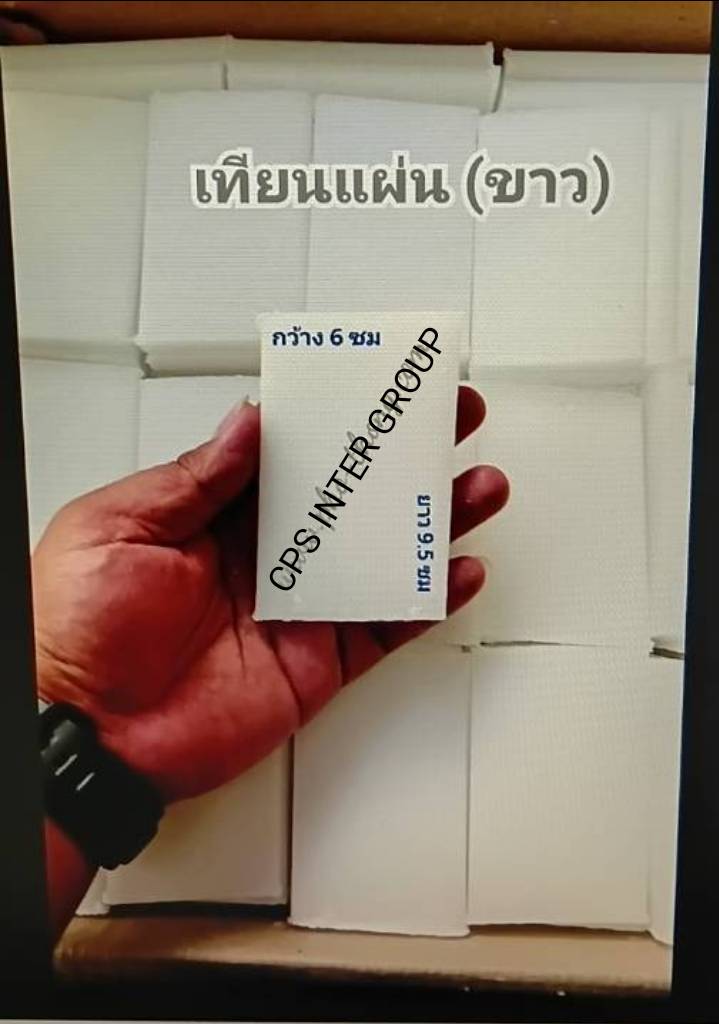 เทียนแผ่น (ขาว)
กว้าง 6 ซม
CPS INTER GROUP
ยาว 9.5 ซม